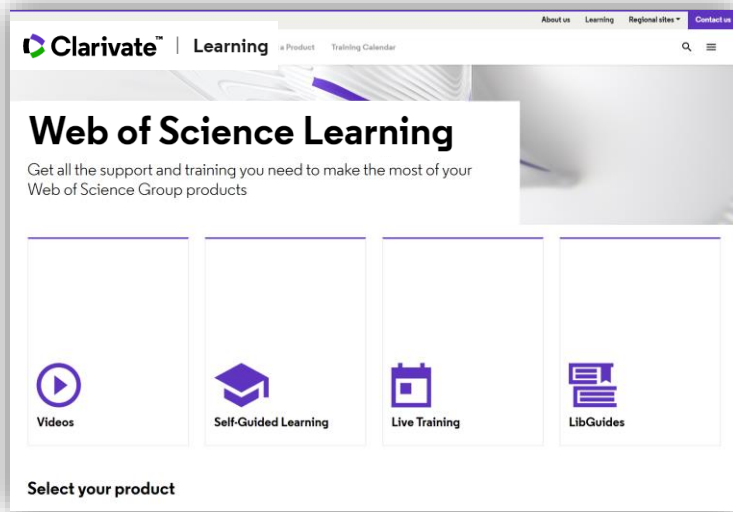 About us Learning Regional sites Contact us
Clarivate™ | Learning a Product Training Calendar
Web of Science Learning
Get all the support and training you need to make the most of your
Web of Science Group products
Videos Self-Guided Learning Live Training LibGuides
Select your product